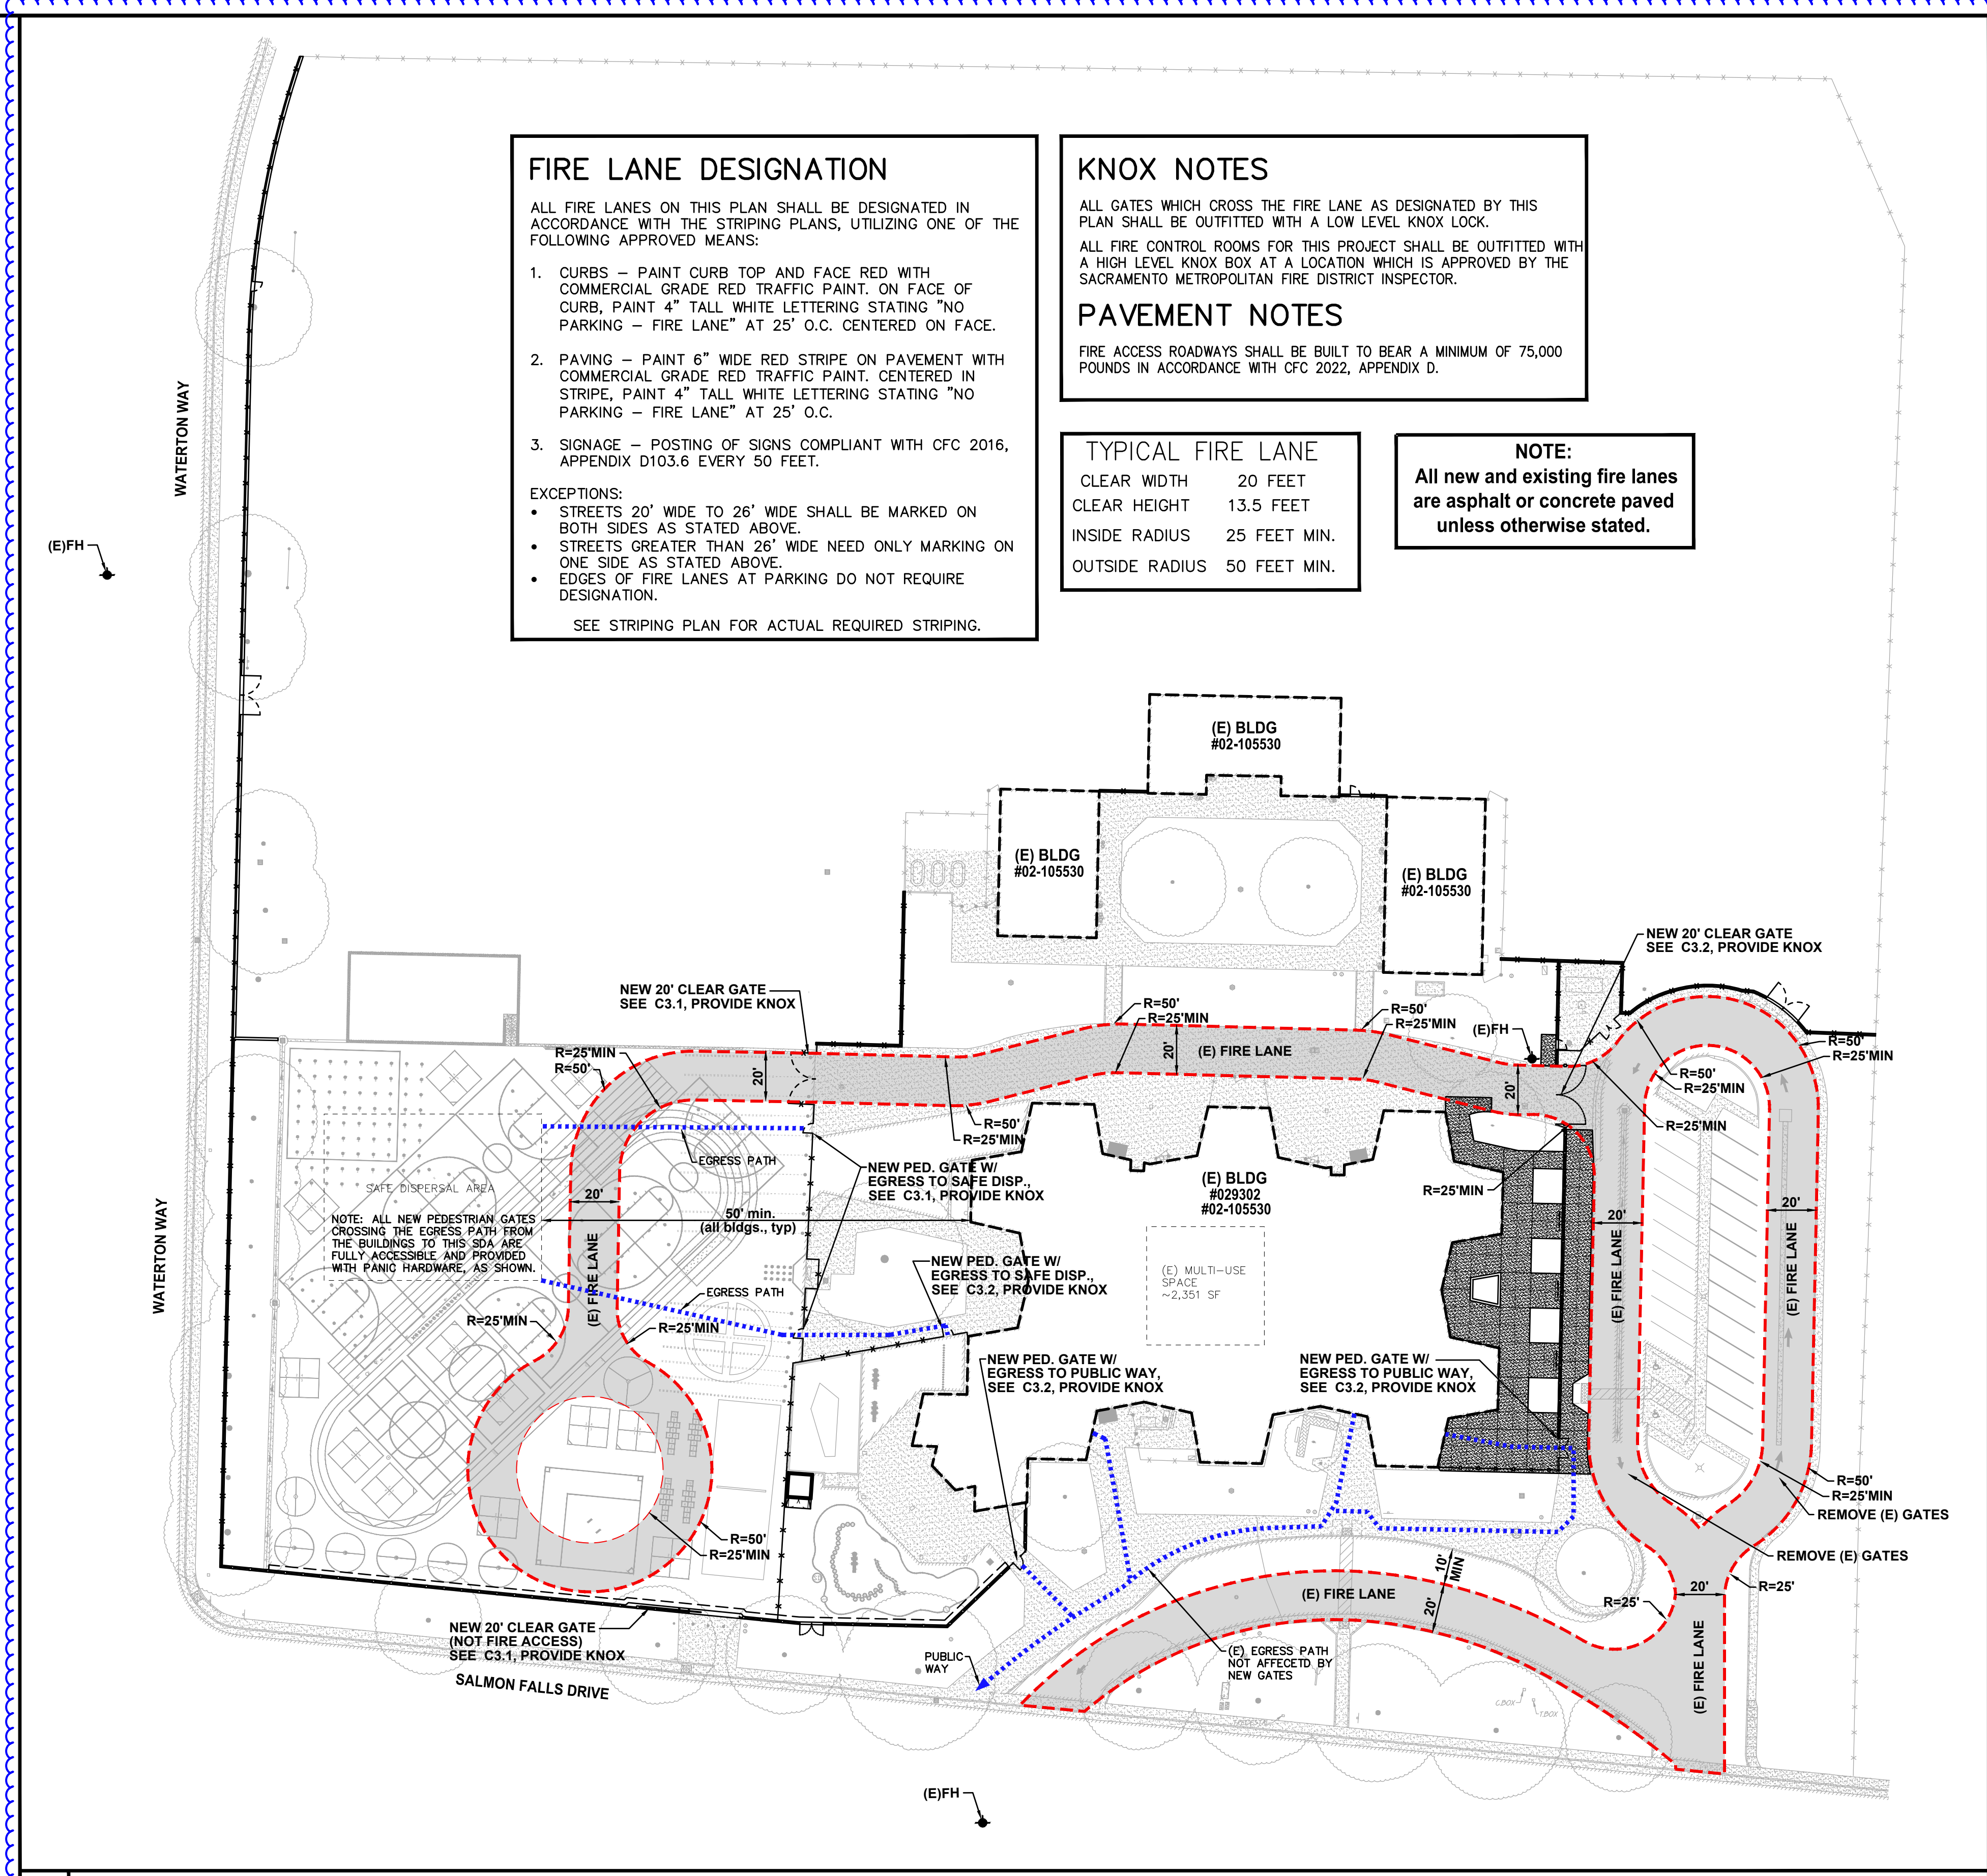 FIRE LANE DESIGNATION
ALL FIRE LANES ON THIS PLAN SHALL BE DESIGNATED IN
ACCORDANCE WITH THE STRIPING PLANS, UTILIZING ONE OF THE
FOLLOWING APPROVED MEANS:
1. CURBS – PAINT CURB TOP AND FACE RED WITH
COMMERCIAL GRADE RED TRAFFIC PAINT. ON FACE OF
CURB, PAINT 4" TALL WHITE LETTERING STATING "NO
PARKING – FIRE LANE" AT 25' O.C. CENTERED ON FACE.
2. PAVING – PAINT 6" WIDE RED STRIPE ON PAVEMENT WITH
COMMERCIAL GRADE RED TRAFFIC PAINT. CENTERED IN
STRIPE, PAINT 4" TALL WHITE LETTERING STATING "NO
PARKING – FIRE LANE" AT 25' O.C.
3. SIGNAGE – POSTING OF SIGNS COMPLIANT WITH CFC 2016,
APPENDIX D103.6 EVERY 50 FEET.
EXCEPTIONS:
• STREETS 20' WIDE TO 26' WIDE SHALL BE MARKED ON
BOTH SIDES AS STATED ABOVE.
• STREETS GREATER THAN 26' WIDE NEED ONLY MARKING ON
ONE SIDE AS STATED ABOVE.
• EDGES OF FIRE LANES AT PARKING DO NOT REQUIRE
DESIGNATION.
SEE STRIPING PLAN FOR ACTUAL REQUIRED STRIPING.
KNOX NOTES
ALL GATES WHICH CROSS THE FIRE LANE AS DESIGNATED BY THIS
PLAN SHALL BE OUTFITTED WITH A LOW LEVEL KNOX LOCK.
ALL FIRE CONTROL ROOMS FOR THIS PROJECT SHALL BE OUTFITTED WITH
A HIGH LEVEL KNOX BOX AT A LOCATION WHICH IS APPROVED BY THE
SACRAMENTO METROPOLITAN FIRE DISTRICT INSPECTOR.
PAVEMENT NOTES
FIRE ACCESS ROADWAYS SHALL BE BUILT TO BEAR A MINIMUM OF 75,000
POUNDS IN ACCORDANCE WITH CFC 2022, APPENDIX D.
TYPICAL FIRE LANE
CLEAR WIDTH 20 FEET
CLEAR HEIGHT 13.5 FEET
INSIDE RADIUS 25 FEET MIN.
OUTSIDE RADIUS 50 FEET MIN.
NOTE:
All new and existing fire lanes
are asphalt or concrete paved
unless otherwise stated.
WATERTON WAY
(E)FH
(E) BLDG
#02-105530
(E) BLDG
#02-105530
(E) BLDG
#02-105530
NEW 20' CLEAR GATE
SEE C3.2, PROVIDE KNOX
NEW 20' CLEAR GATE
SEE C3.1, PROVIDE KNOX
R=50'
R=25'MIN
R=50'
R=25'MIN
(E)FH
20'
(E) FIRE LANE
R=25'MIN
R=50'
20'
20'
R=50'
R=25'MIN
R=50'
R=25'MIN
R=50'
R=25'MIN
R=25'MIN
EGRESS PATH
NEW PED. GATE W/
EGRESS TO SAFE DISP.,
SEE C3.1, PROVIDE KNOX
SAFE DISPERSAL AREA
20'
50' min.
(all bldgs., typ)
(E) BLDG
#029302
#02-105530
R=25'MIN
20'
20'
NOTE: ALL NEW PEDESTRIAN GATES
CROSSING THE EGRESS PATH FROM
THE BUILDINGS TO THIS SDA ARE
FULLY ACCESSIBLE AND PROVIDED
WITH PANIC HARDWARE, AS SHOWN.
WATERTON WAY
(E) FIRE LANE
EGRESS PATH
NEW PED. GATE W/
EGRESS TO SAFE DISP.,
SEE C3.2, PROVIDE KNOX
(E) MULTI-USE
SPACE
~2,351 SF
(E) FIRE LANE
(E) FIRE LANE
R=25'MIN
R=25'MIN
NEW PED. GATE W/
EGRESS TO PUBLIC WAY,
SEE C3.2, PROVIDE KNOX
NEW PED. GATE W/
EGRESS TO PUBLIC WAY,
SEE C3.2, PROVIDE KNOX
R=50'
R=25'MIN
REMOVE (E) GATES
REMOVE (E) GATES
R=50'
R=25'MIN
10'
MIN
20'
(E) FIRE LANE
20'
R=25'
R=25'
NEW 20' CLEAR GATE
(NOT FIRE ACCESS)
SEE C3.1, PROVIDE KNOX
SALMON FALLS DRIVE
PUBLIC
WAY
(E) EGRESS PATH
NOT AFFECETD BY
NEW GATES
(E) FIRE LANE
C.BOX
T.BOX
(E)FH